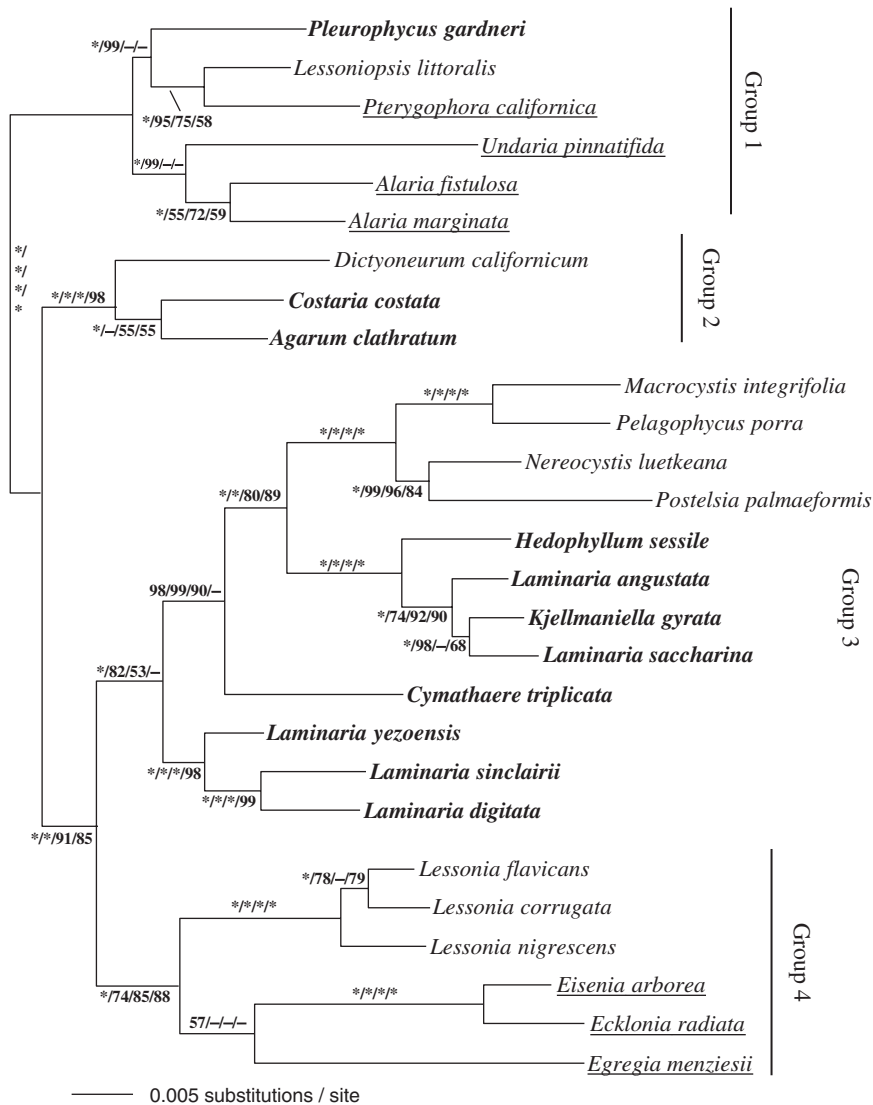 Pleurophycus gardneri
*/99/–/–
Lessoniopsis littoralis
*/95/75/58
Pterygophora californica
Group 1
*/99/–/–
Undaria pinnatifida
Alaria fistulosa
*/55/72/59
Alaria marginata
*/
*/
*/
*
*/*/*/98
Dictyoneurum californicum
Costaria costata
*/–/55/55
Agarum clathratum
Group 2
Macrocystis integrifolia
*/*/*/*
Pelagophycus porra
*/*/*/*
Nereocystis luetkeana
*/99/96/84
Postelsia palmaeformis
*/*/80/89
Hedophyllum sessile
*/*/*/*
Laminaria angustata
*/74/92/90
Kjellmaniella gyrata
*/98/–/68
Laminaria saccharina
98/99/90/–
Cymathaere triplicata
Group 3
*/82/53/–
Laminaria yezoensis
*/*/*/98
Laminaria sinclairii
*/*/*/99
Laminaria digitata
*/*/91/85
Lessonia flavicans
*/78/–/79
Lessonia corrugata
*/*/*/*
Lessonia nigrescens
Group 4
*/74/85/88
Eisenia arborea
*/*/*/*
Ecklonia radiata
57/–/–/–
Egregia menziesii
0.005 substitutions / site